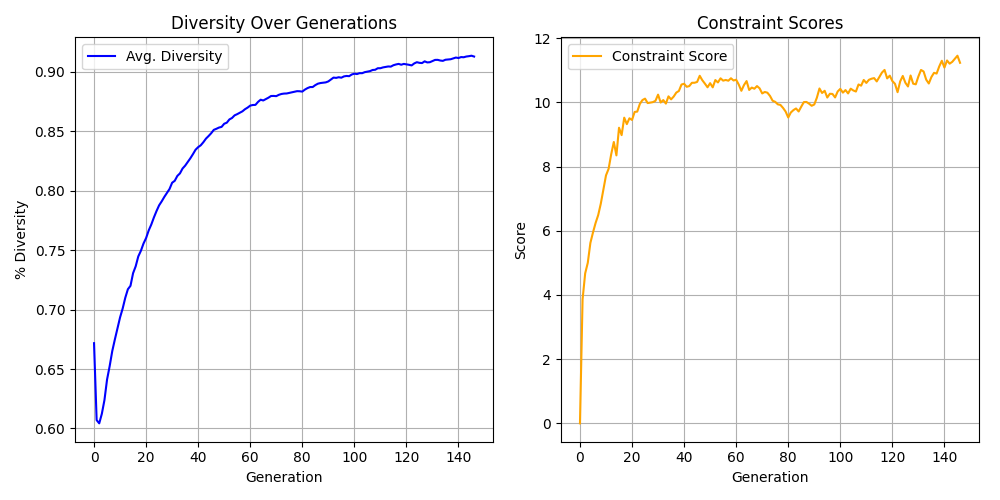 Diversity Over Generations
Avg. Diversity
% Diversity
0.90
0.85
0.80
0.75
0.70
0.65
0.60
0 20 40 60 80 100 120 140
Generation
Constraint Scores
Constraint Score
Score
12
10
8
6
4
2
0
0 20 40 60 80 100 120 140
Generation